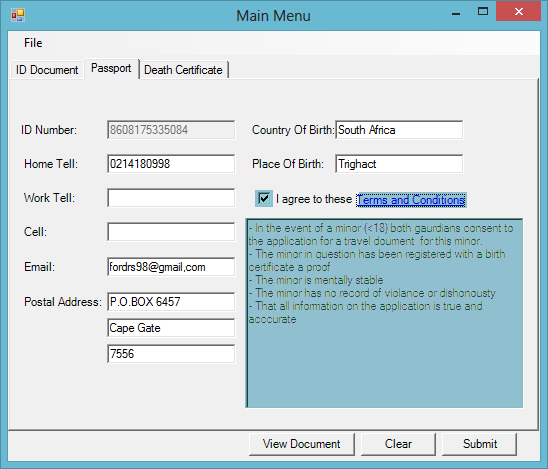 Main Menu
File
ID Document Passport Death Certificate
ID Number: 8608175335084 Country Of Birth: South Africa
Home Tell: 0214180998 Place Of Birth: Trighact
Work Tell: I agree to these Terms and Conditions
Cell:
Email: fordrs98@gmail,com
Postal Address: P.O.BOX 6457
Cape Gate
7556
- In the event of a minor (<18) both gaurdians consent to
the application for a travel doument for this minor.
- The minor in question has been registered with a birth
certificate a proof
- The minor is mentally stable
- The minor has no record of violance or dishonousty
- That all information on the application is true and
acccurate
View Document Clear Submit